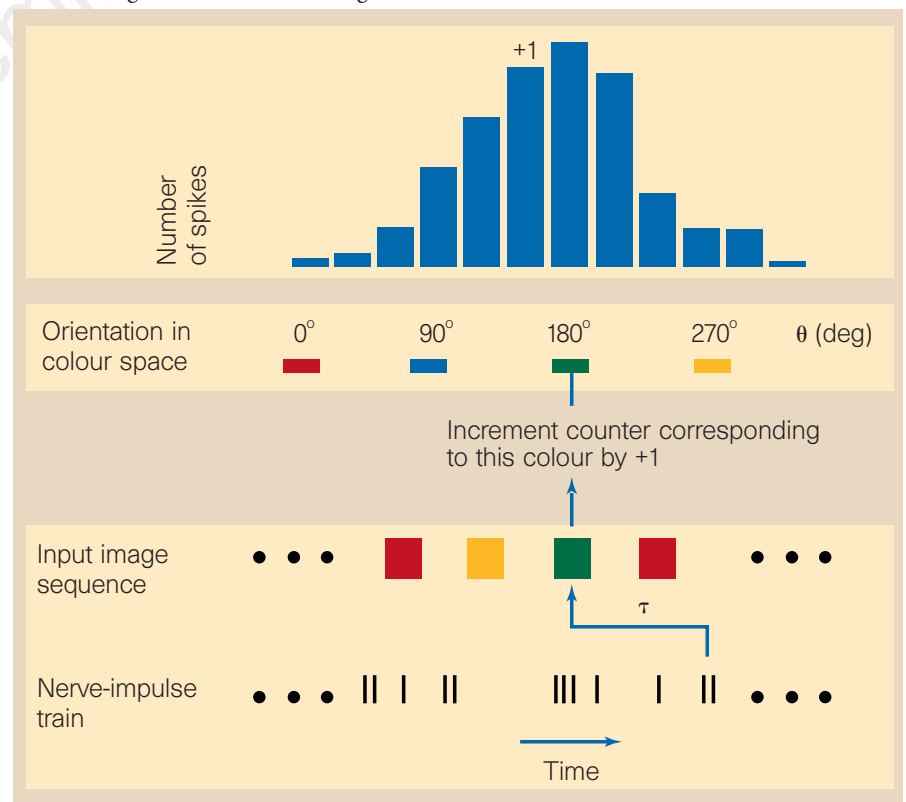 +1
Number
of spikes
Orientation in
colour space
0° 90° 180° 270° θ (deg)
Increment counter corresponding
to this colour by +1
Input image
sequence
τ
Nerve-impulse
train
Time